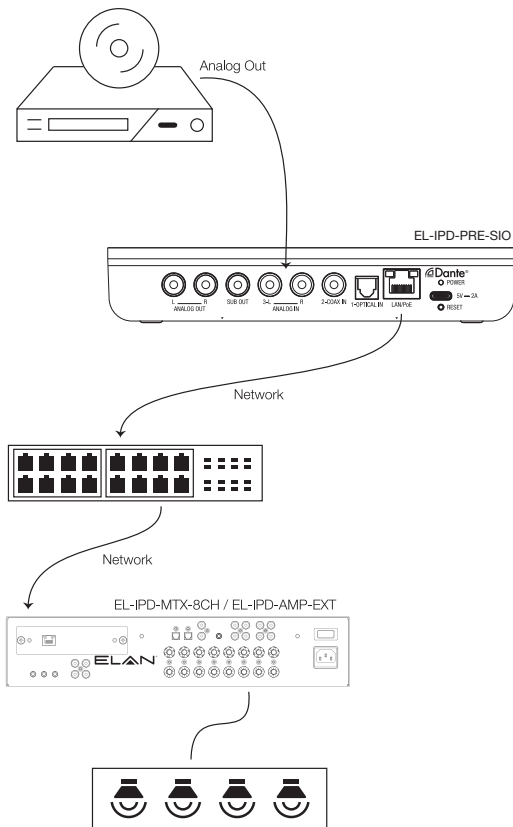 Analog Out
EL-IPD-PRE-SIO
Dante®
POWER
L R
SUB OUT
3-L R
2-COAX IN
5V 2A
ANALOG OUT
ANALOG IN
1-OPTICAL IN
LAN/PoE
RESET
Network
Network
EL-IPD-MTX-8CH / EL-IPD-AMP-EXT
ELAN